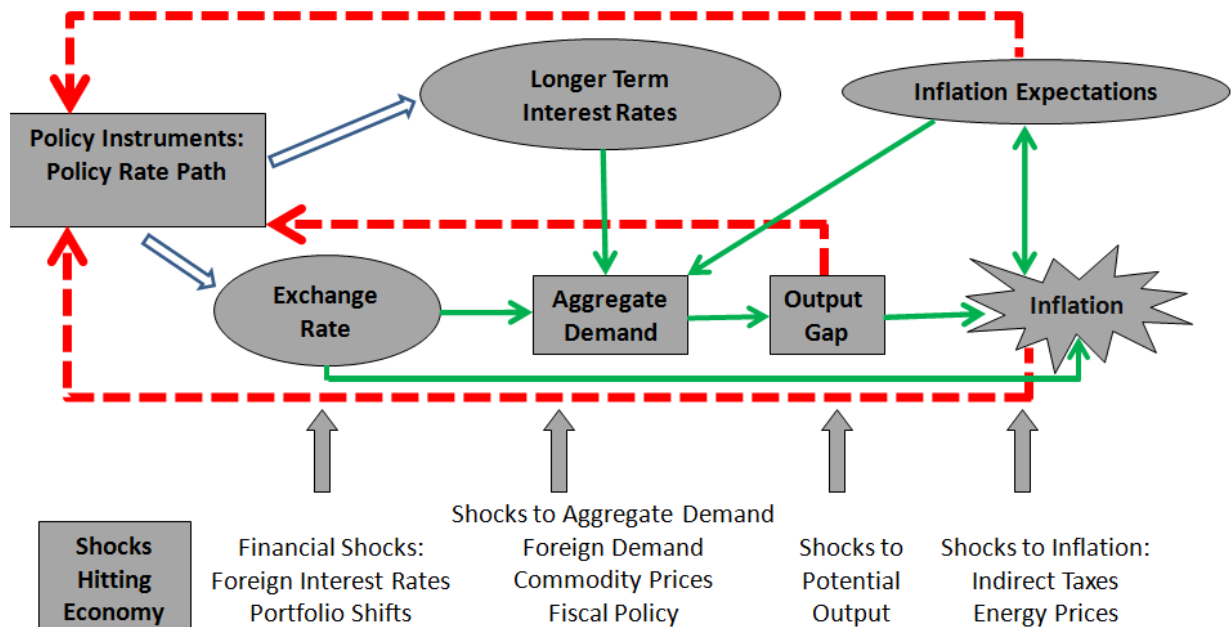 Longer Term
Interest Rates
Inflation Expectations
Policy Instruments:
Policy Rate Path
Exchange
Rate
Aggregate
Demand
Output
Gap
Inflation
Shocks
Hitting
Economy
Financial Shocks:
Foreign Interest Rates
Portfolio Shifts
Shocks to Aggregate Demand
Foreign Demand
Commodity Prices
Fiscal Policy
Shocks to
Potential
Output
Shocks to Inflation:
Indirect Taxes
Energy Prices